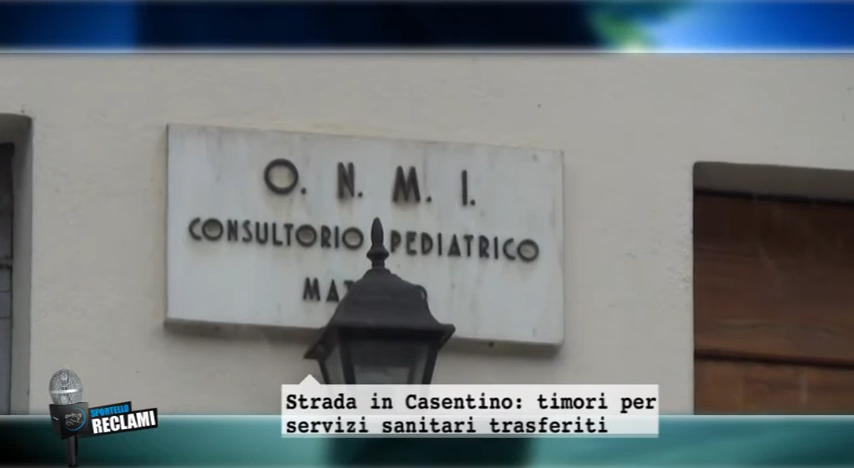 O. N. M. I.
CONSULTORIO PEDIATRICO
Strada in Casentino: timori per
servizi sanitari trasferiti
SPORTELLO
RECLAMI